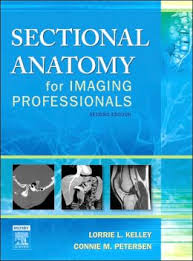 SECTIONAL
ANATOMY
for IMAGING
PROFESSIONALS
SECOND EDITION
LORRIE L. KELLEY
CONNIE M. PETERSEN